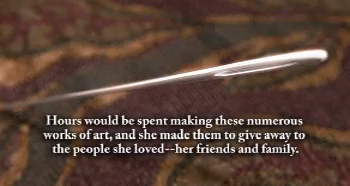 Hours would be spent making these numerous
works of art, and she made them to give away to
the people she loved--her friends and family.